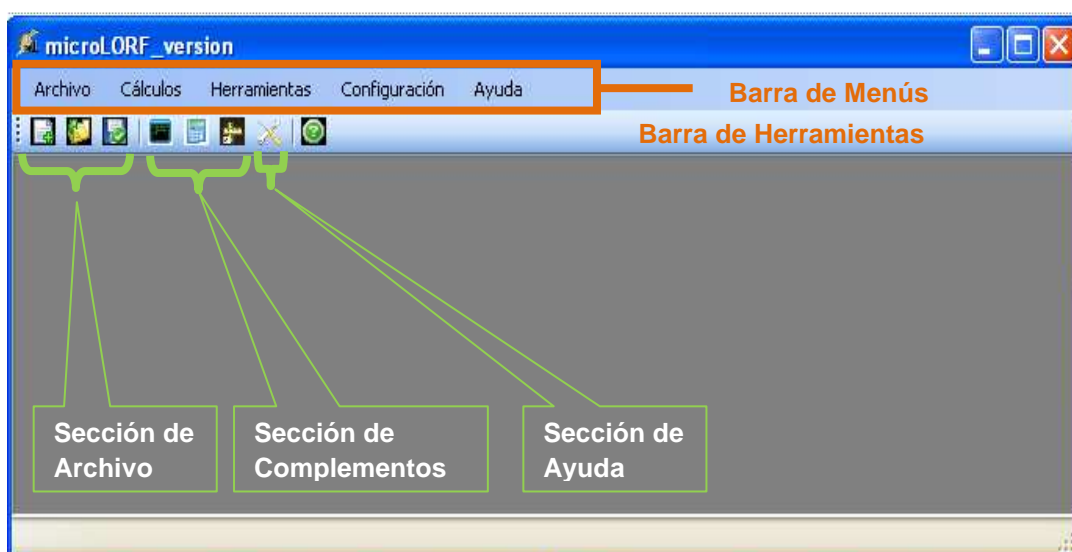 microLORF_version
Archivo Cálculos Herramientas Configuración Ayuda
Barra de Menús
Barra de Herramientas
Sección de
Archivo
Sección de
Complementos
Sección de
Ayuda